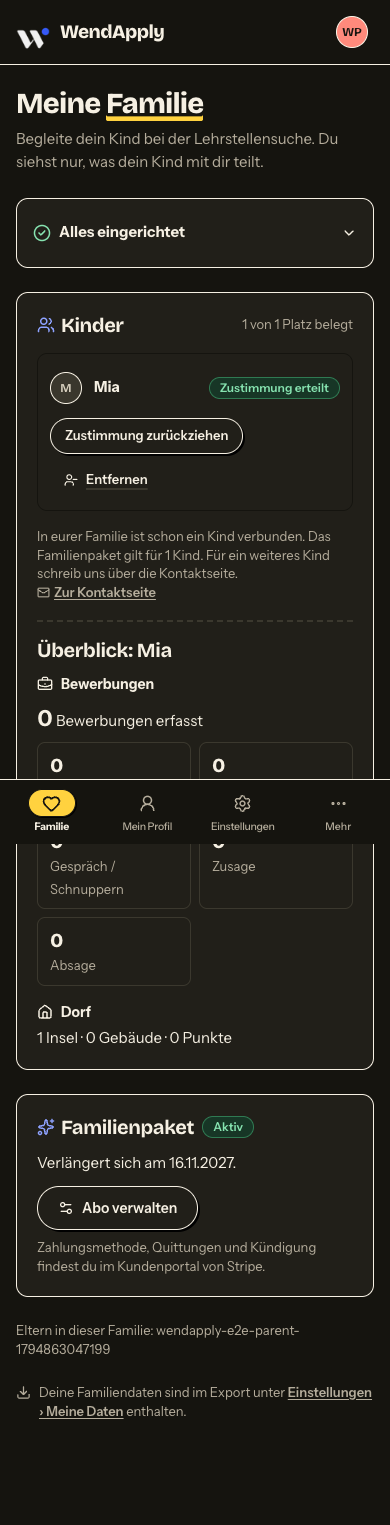 WendApply
WP
Meine Familie
Begleite dein Kind bei der Lehrstellensuche. Du
siehst nur, was dein Kind mit dir teilt.
Alles eingerichtet
Kinder
1 von 1 Platz belegt
M
Mia
Zustimmung erteilt
Zustimmung zurückziehen
Entfernen
In eurer Familie ist schon ein Kind verbunden. Das
Familienpaket gilt für 1 Kind. Für ein weiteres Kind
schreib uns über die Kontaktseite.
Zur Kontaktseite
Überblick: Mia
Bewerbungen
0 Bewerbungen erfasst
0
0
Familie
Mein Profil
Einstellungen
Mehr
Gespräch /
Schnuppern
Zusage
0
Absage
Dorf
1 Insel · 0 Gebäude · 0 Punkte
Familienpaket
Aktiv
Verlängert sich am 16.11.2027.
Abo verwalten
Zahlungsmethode, Quittungen und Kündigung
findest du im Kundenportal von Stripe.
Eltern in dieser Familie: wendapply-e2e-parent-
1794863047199
Deine Familiendaten sind im Export unter Einstellungen
› Meine Daten enthalten.